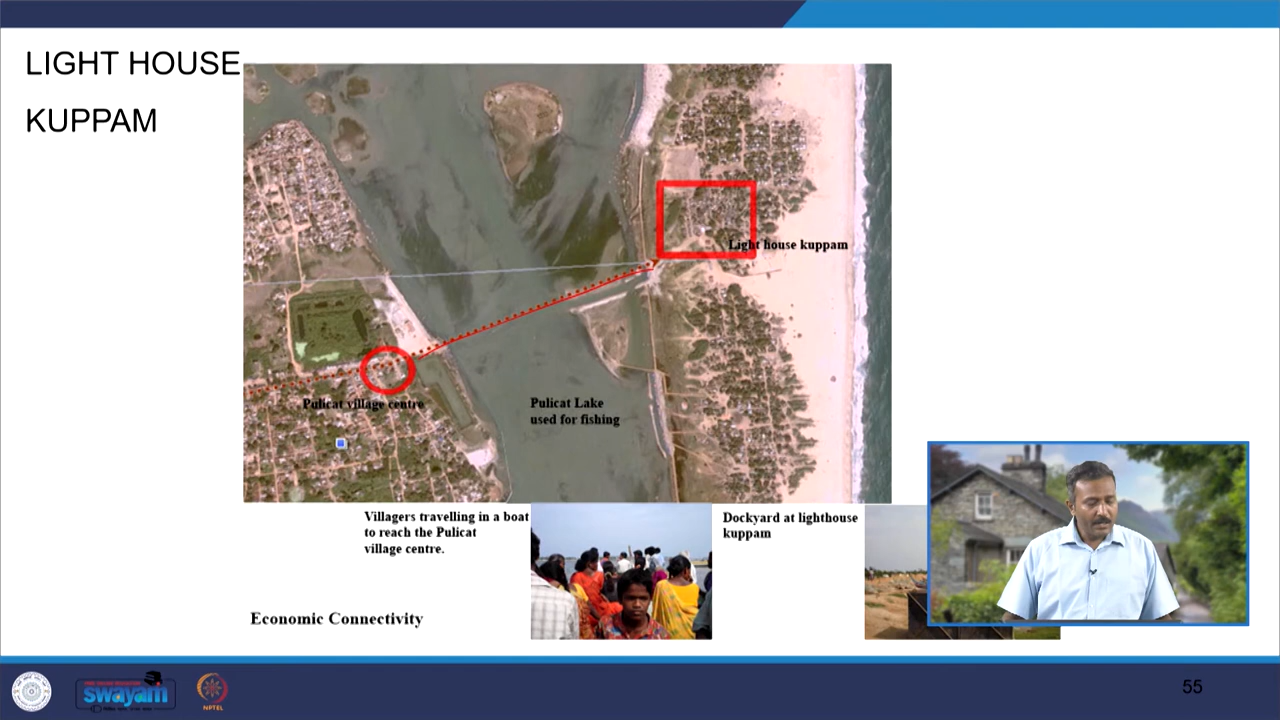 LIGHT HOUSE
KUPPAM
Light house kuppam
Pulicat village centre
Pulicat Lake
used for fishing
Villagers travelling in a boat
to reach the Pulicat
village centre.
Dockyard at lighthouse
kuppam
Economic Connectivity
swayam
NPTEL
55